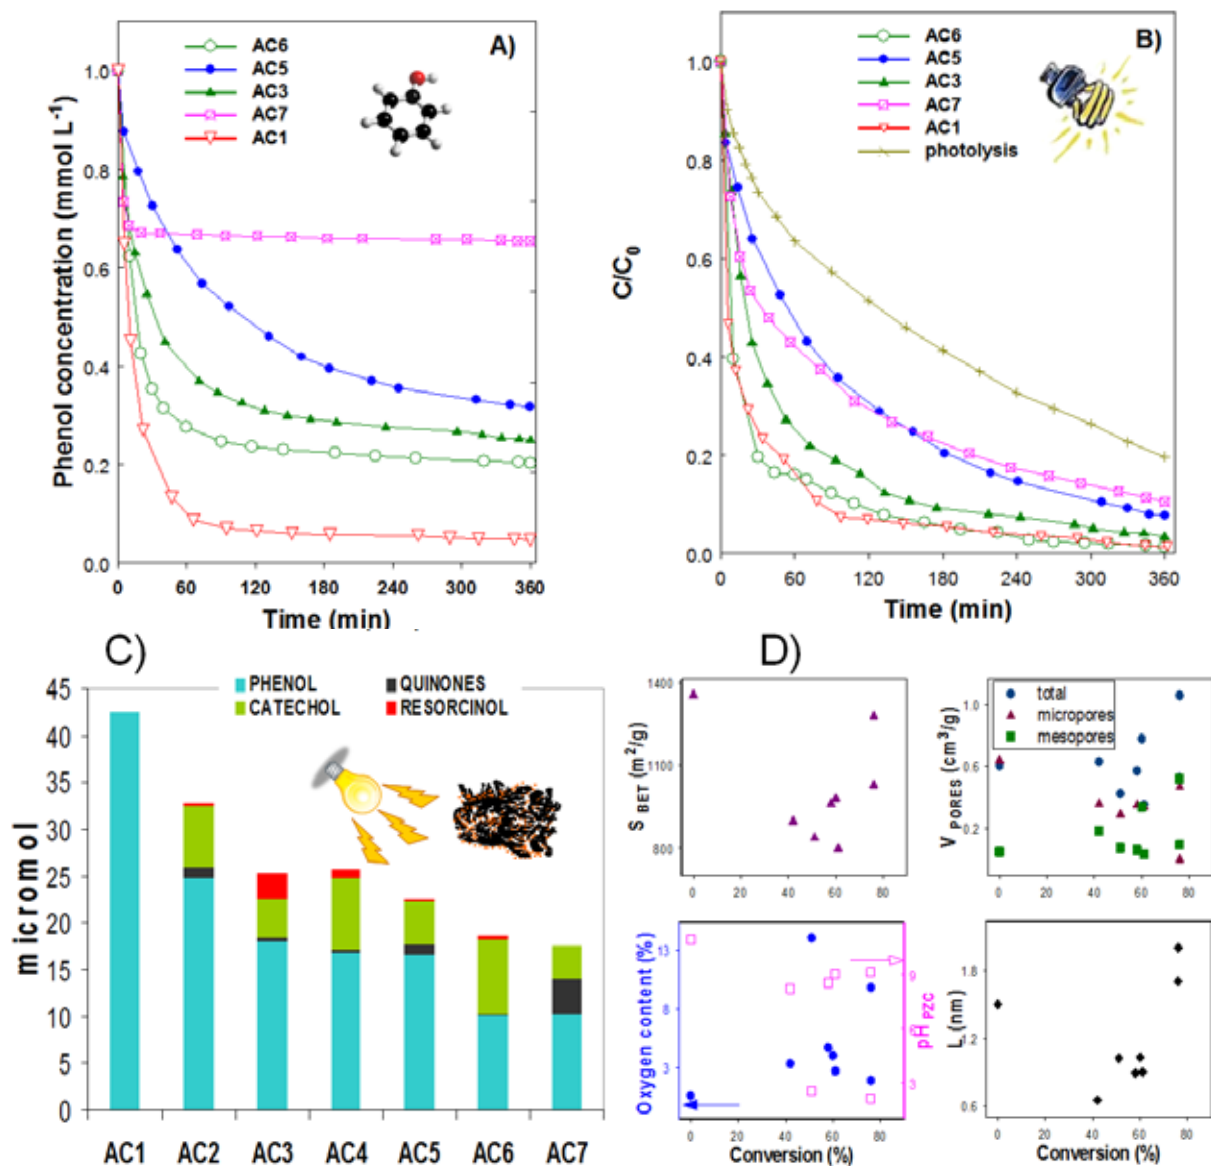 A)
AC6
AC5
AC3
AC7
AC1
Phenol concentration (mmol L-1)
1.0
0.8
0.6
0.4
0.2
0.0
0 60 120 180 240 300 360
Time (min)
B)
AC6
AC5
AC3
AC7
AC1
photolysis
C/C0
1.0
0.8
0.6
0.4
0.2
0.0
0 60 120 180 240 300 360
Time (min)
C)
PHENOL QUINONES
CATECHOL RESORCINOL
micromol
45
40
35
30
25
20
15
10
5
0
AC1 AC2 AC3 AC4 AC5 AC6 AC7
D)
S BET (m2/g)
1400
1100
800
0 20 40 60 80
total
micropores
mesopores
V PORES (cm3/g)
1.0
0.6
0.2
0 20 40 60 80
Oxygen content (%)
13
8
3
pH PZC
9
3
0 20 40 60 80
Conversion (%)
L (nm)
1.8
1.2
0.6
0 20 40 60 80
Conversion (%)